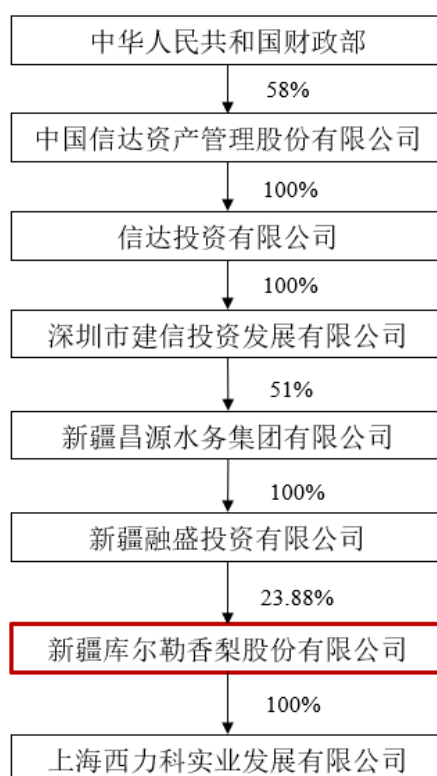 中华人民共和国财政部
58%
中国信达资产管理股份有限公司
100%
信达投资有限公司
100%
深圳市建信投资发展有限公司
51%
新疆昌源水务集团有限公司
100%
新疆融盛投资有限公司
23.88%
新疆库尔勒香梨股份有限公司
100%
上海西力科实业发展有限公司